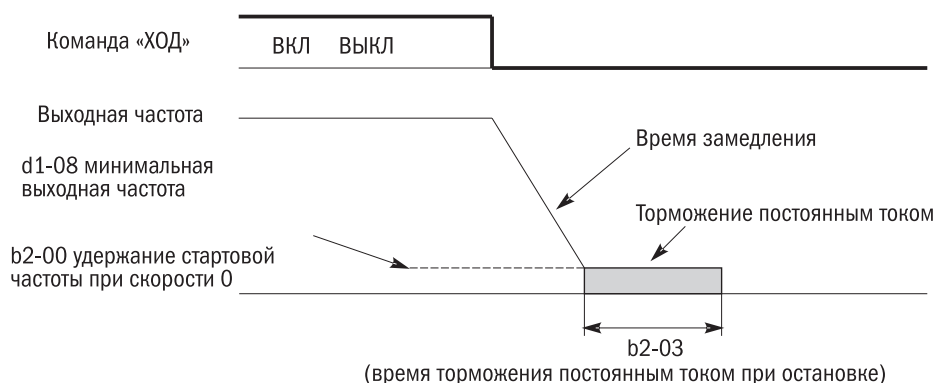 Команда «ХОД»
ВКЛ ВЫКЛ
Выходная частота
d1-08 минимальная
выходная частота
Время замедления
Торможение постоянным током
b2-00 удержание стартовой
частоты при скорости 0
b2-03
(время торможения постоянным током при остановке)